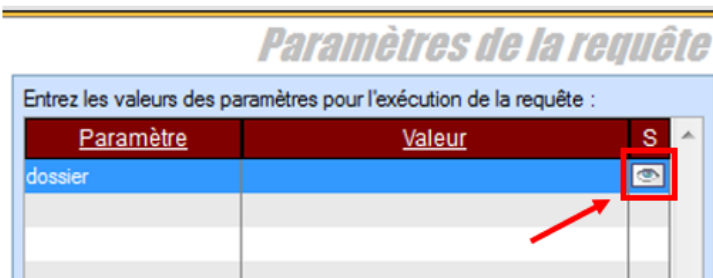 Paramètres de la requête
Entrez les valeurs des paramètres pour l'exécution de la requête :
Paramètre Valeur S
dossier